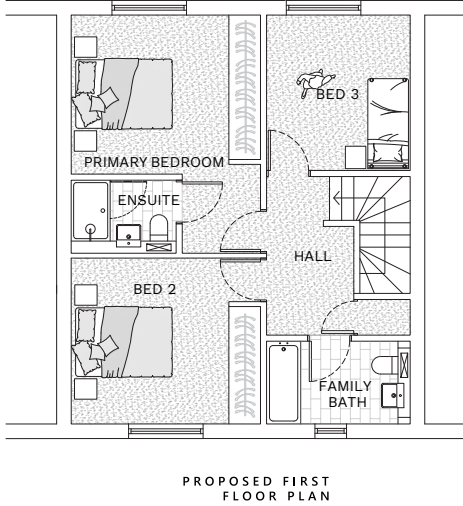 BED 3
PRIMARY BEDROOM
ENSUITE
HALL
BED 2
FAMILY
BATH
PROPOSED FIRST
FLOOR PLAN